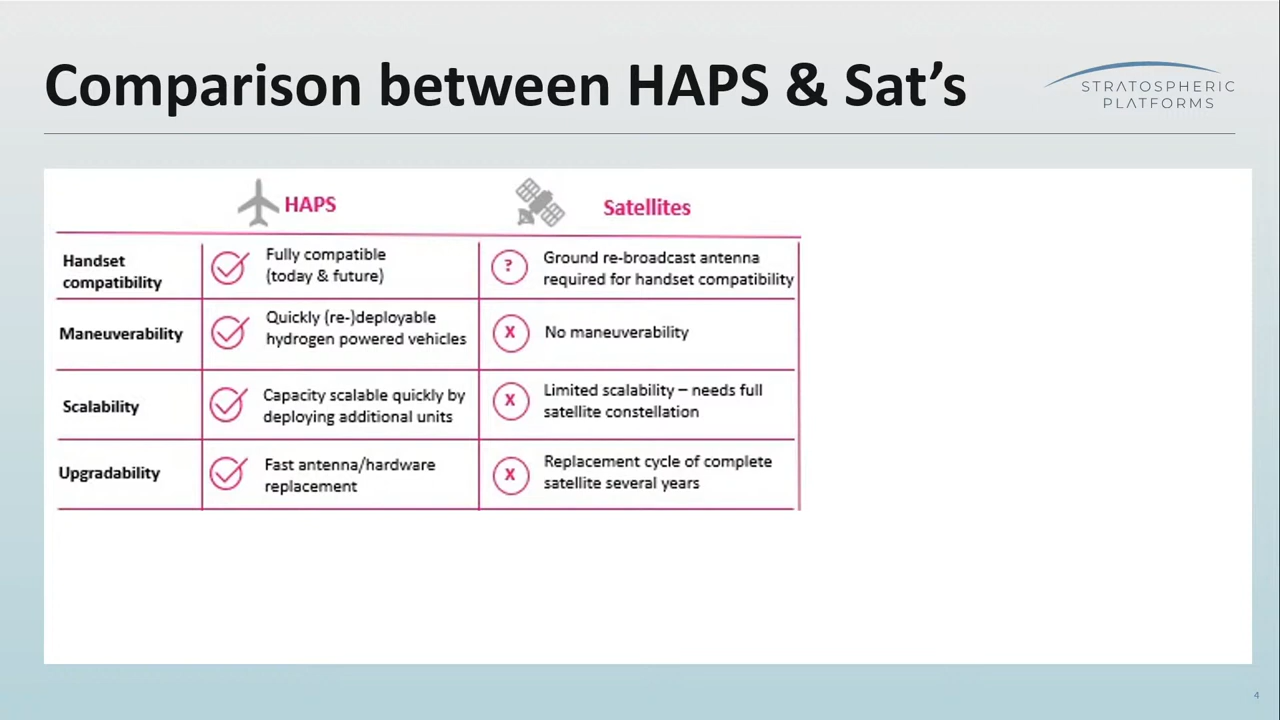 Comparison between HAPS & Sat's
STRATOSPHERIC
PLATFORMS
HAPS
Satellites
Handset
compatibility
Fully compatible
(today & future)
?
Ground re-broadcast antenna
required for handset compatibility
Maneuverability
Quickly (re-)deployable
hydrogen powered vehicles
X
No maneuverability
Scalability
Capacity scalable quickly by
deploying additional units
X
Limited scalability – needs full
satellite constellation
Upgradability
Fast antenna/hardware
replacement
X
Replacement cycle of complete
satellite several years
4